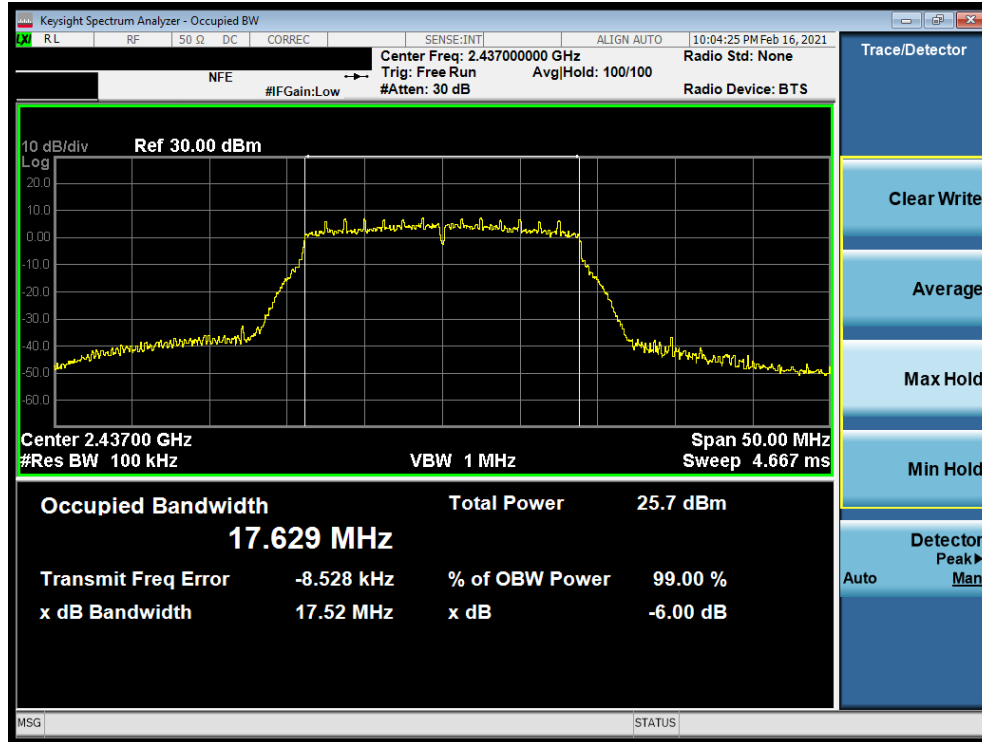 Keysight Spectrum Analyzer - Occupied BW
LXI RL RF 50 Ω DC CORREC SENSE:INT ALIGN AUTO 10:04:25 PM Feb 16, 2021
Center Freq: 2.437000000 GHz Radio Std: None
NFE Trig: Free Run Avg|Hold: 100/100
#IFGain:Low #Atten: 30 dB Radio Device: BTS
10 dB/div Ref 30.00 dBm
Log
20.0
10.0
0.00
-10.0
-20.0
-30.0
-40.0
-50.0
-60.0
Center 2.43700 GHz Span 50.00 MHz
#Res BW 100 kHz VBW 1 MHz Sweep 4.667 ms
Occupied Bandwidth Total Power 25.7 dBm
17.629 MHz
Transmit Freq Error -8.528 kHz % of OBW Power 99.00 %
x dB Bandwidth 17.52 MHz x dB -6.00 dB
MSG STATUS
Trace/Detector
Clear Write
Average
Max Hold
Min Hold
Detector
Peak▶
Auto Man